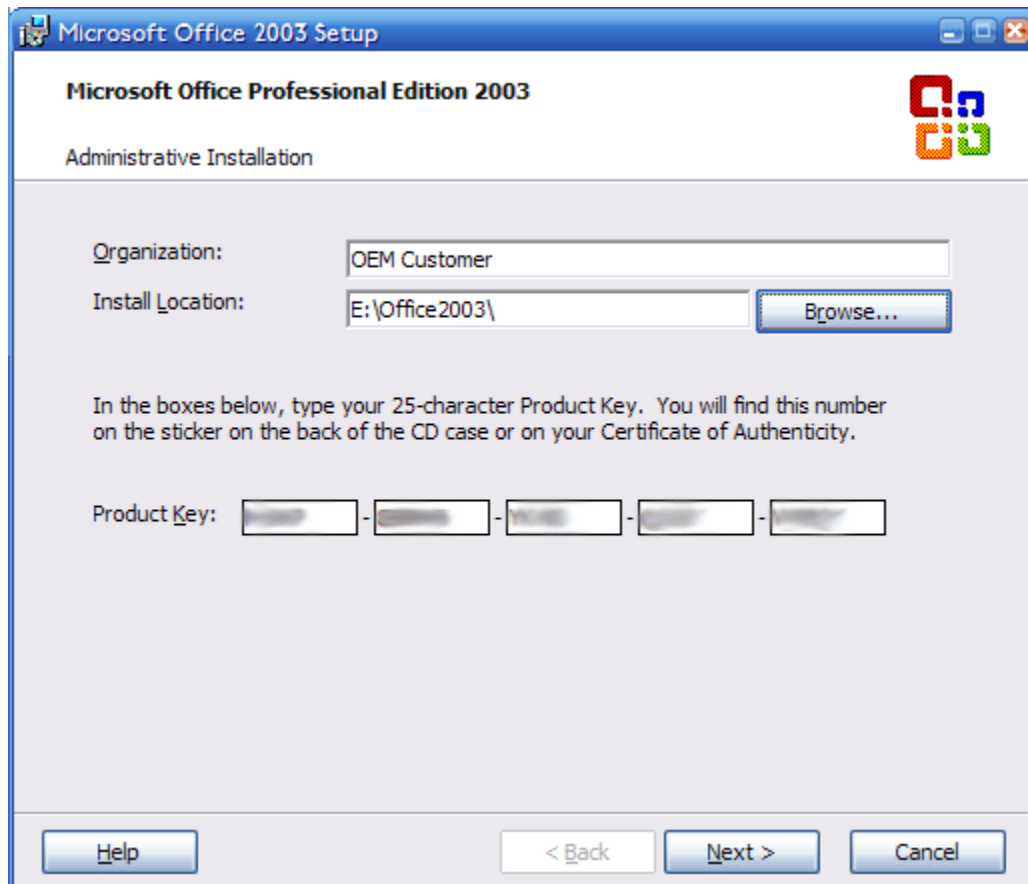 Microsoft Office 2003 Setup
Microsoft Office Professional Edition 2003
Administrative Installation
Organization: OEM Customer
Install Location: E:\Office2003\ Browse...
In the boxes below, type your 25-character Product Key. You will find this number
on the sticker on the back of the CD case or on your Certificate of Authenticity.
Product Key: - - - -
Help < Back Next > Cancel